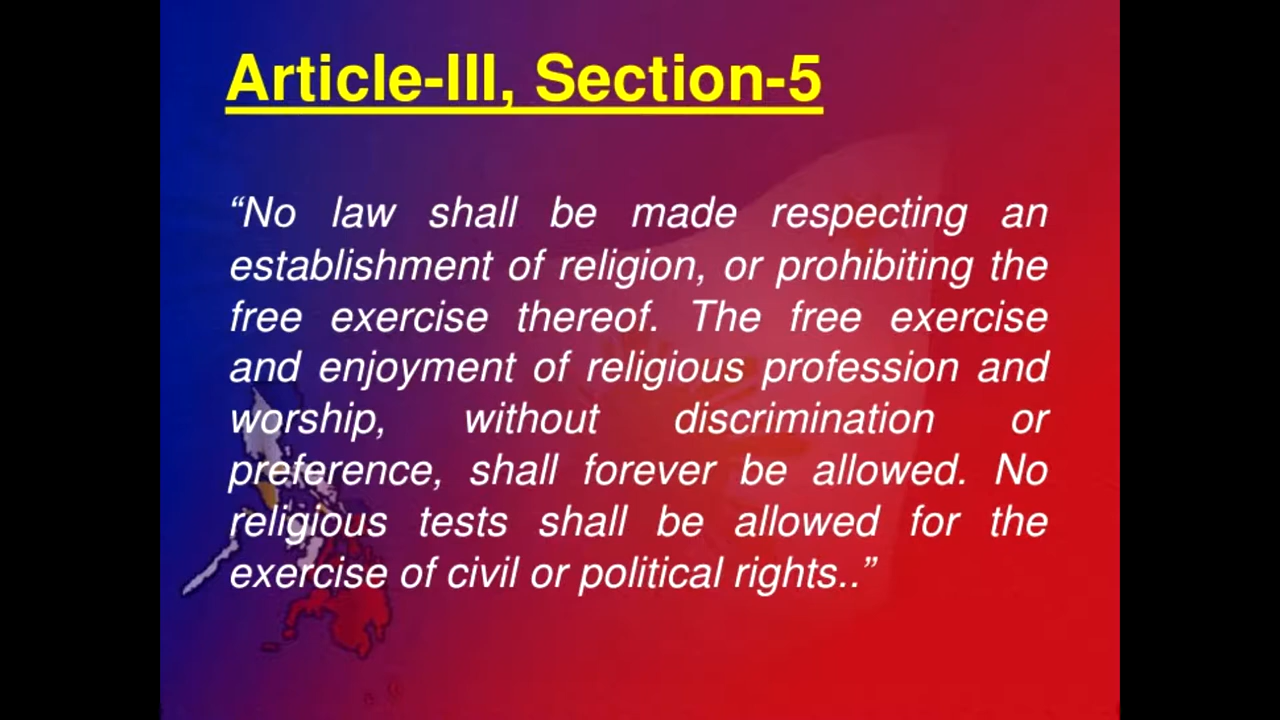 Article-III, Section-5
“No law shall be made respecting an
establishment of religion, or prohibiting the
free exercise thereof. The free exercise
and enjoyment of religious profession and
worship, without discrimination or
preference, shall forever be allowed. No
religious tests shall be allowed for the
exercise of civil or political rights..”